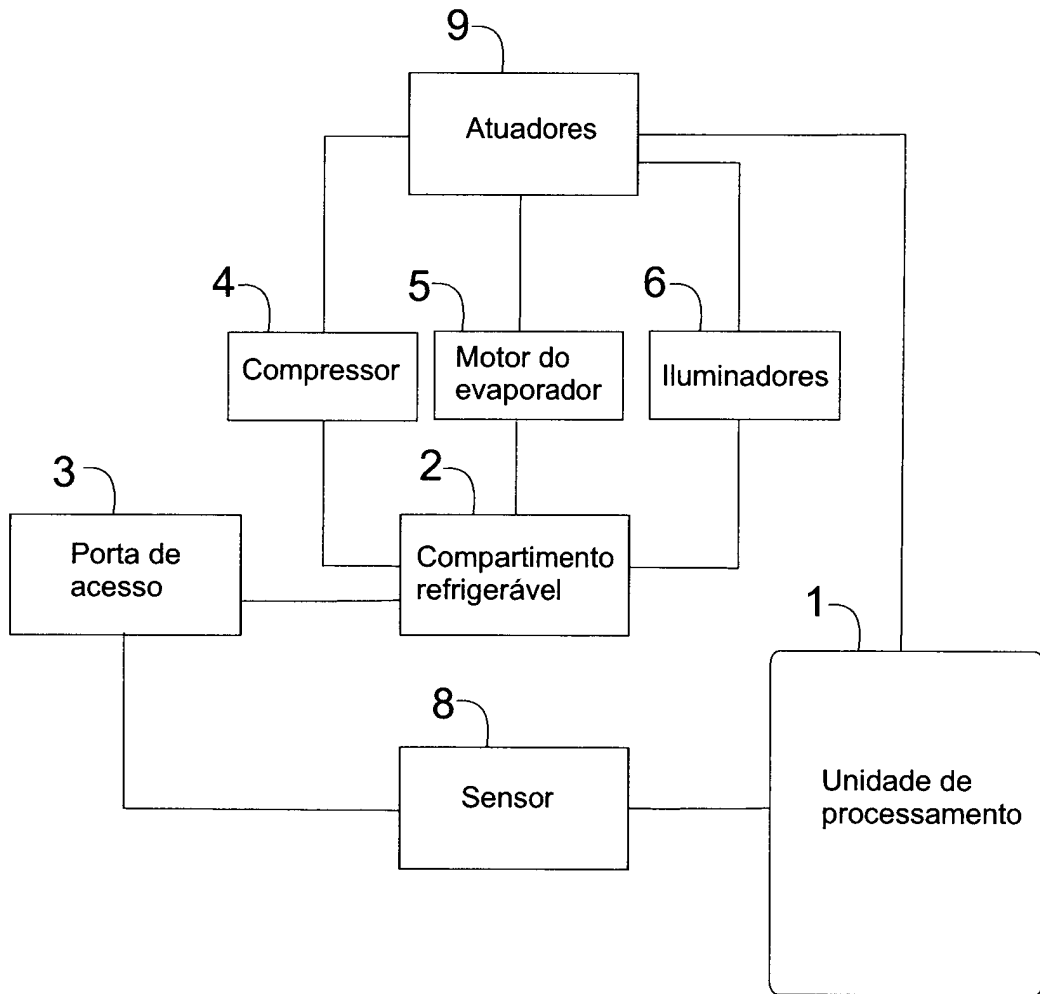 9
Atuadores
4
5
6
Compressor
Motor do
evaporador
Iluminadores
3
2
Porta de
acesso
Compartimento
refrigerável
1
8
Sensor
Unidade de
processamento